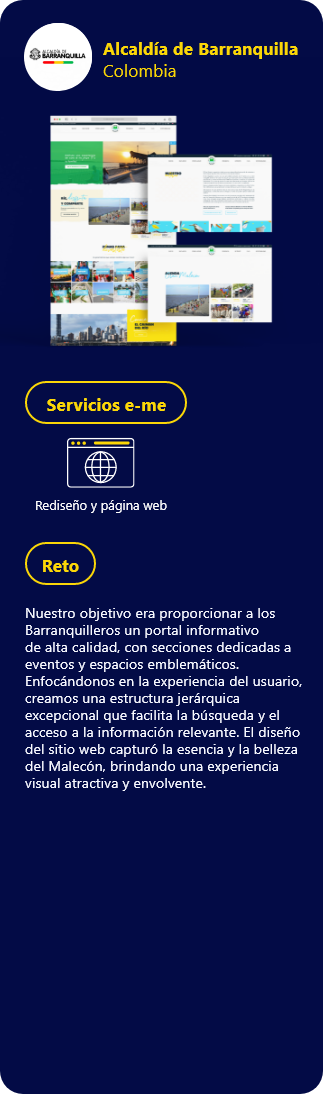 ALCALDÍA DE
BARRANQUILLA
Alcaldía de Barranquilla
Colombia
Servicios e-me
Rediseño y página web
Reto
Nuestro objetivo era proporcionar a los
Barranquilleros un portal informativo
de alta calidad, con secciones dedicadas a
eventos y espacios emblemáticos.
Enfocándonos en la experiencia del usuario,
creamos una estructura jerárquica
excepcional que facilita la búsqueda y el
acceso a la información relevante. El diseño
del sitio web capturó la esencia y la belleza
del Malecón, brindando una experiencia
visual atractiva y envolvente.